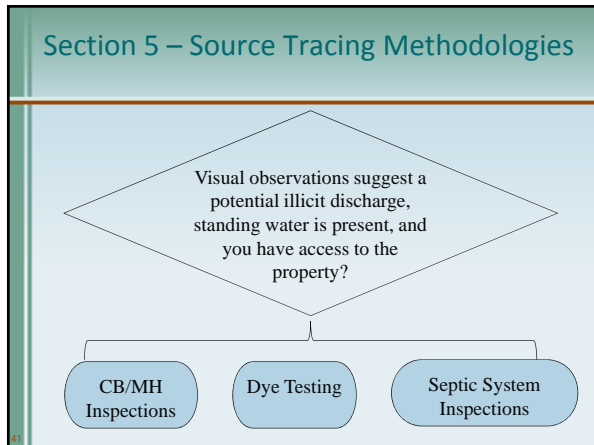 Section 5 – Source Tracing Methodologies
Visual observations suggest a
potential illicit discharge,
standing water is present, and
you have access to the
property?
CB/MH
Inspections
Dye Testing
Septic System
Inspections
41